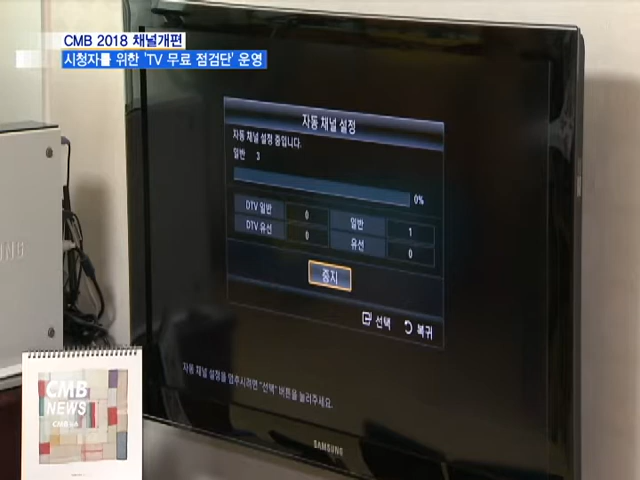 CMB 2018 채널개편
시청자를 위한 'TV 무료 점검단' 운영
자동 채널 설정
자동 채널 설정 중입니다.
일반 3
0%
DTV 일반 0 일반 1
DTV 유선 0 유선 0
중지
선택 복귀
자동 채널 설정을 멈추시려면 "선택" 버튼을 눌러주세요.
SAMSUNG
CMB
NEWS